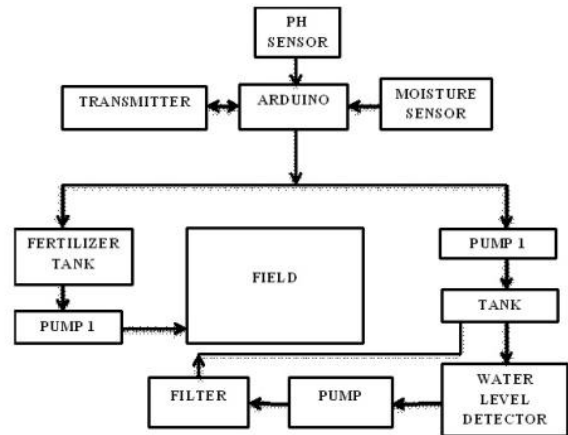 PH
SENSOR
TRANSMITTER
ARDUINO
MOISTURE
SENSOR
FERTILIZER
TANK
FIELD
PUMP 1
TANK
PUMP 1
FILTER
PUMP
WATER
LEVEL
DETECTOR